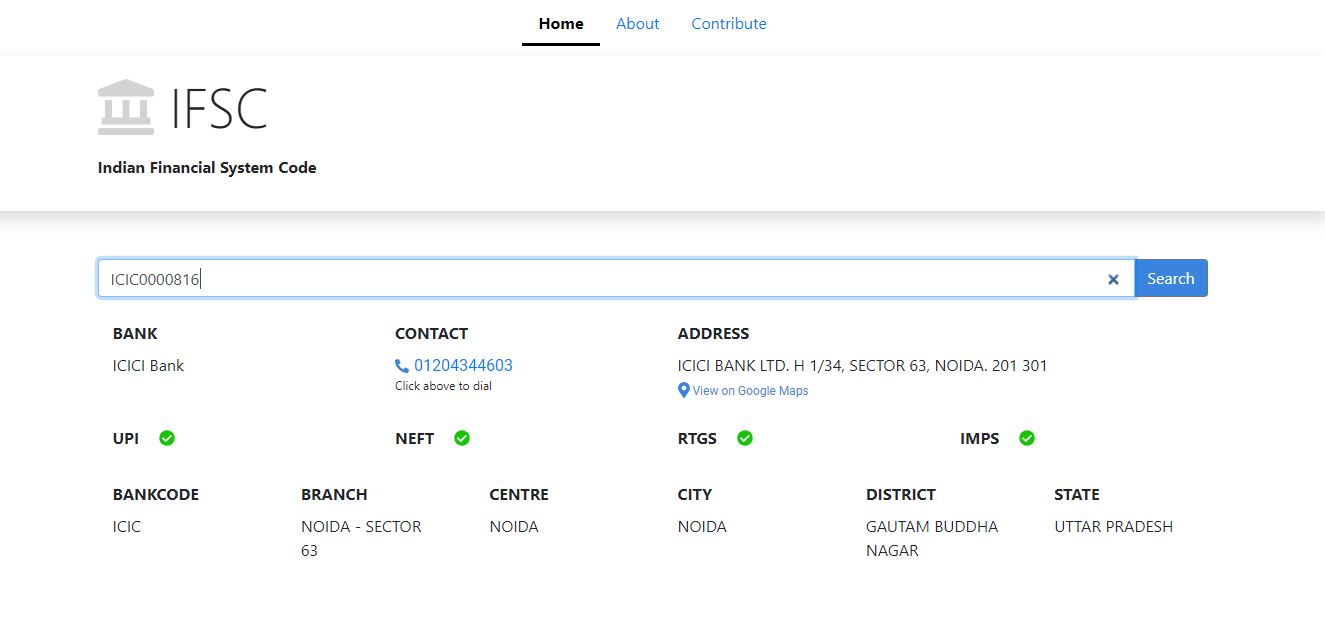 Home About Contribute
IFSC
Indian Financial System Code
ICIC0000816 Search
BANK CONTACT ADDRESS
ICICI Bank 01204344603 ICICI BANK LTD. H 1/34, SECTOR 63, NOIDA. 201 301
Click above to dial View on Google Maps
UPI NEFT RTGS IMPS
BANKCODE BRANCH CENTRE CITY DISTRICT STATE
ICIC NOIDA - SECTOR NOIDA NOIDA GAUTAM BUDDHA UTTAR PRADESH
63 NAGAR